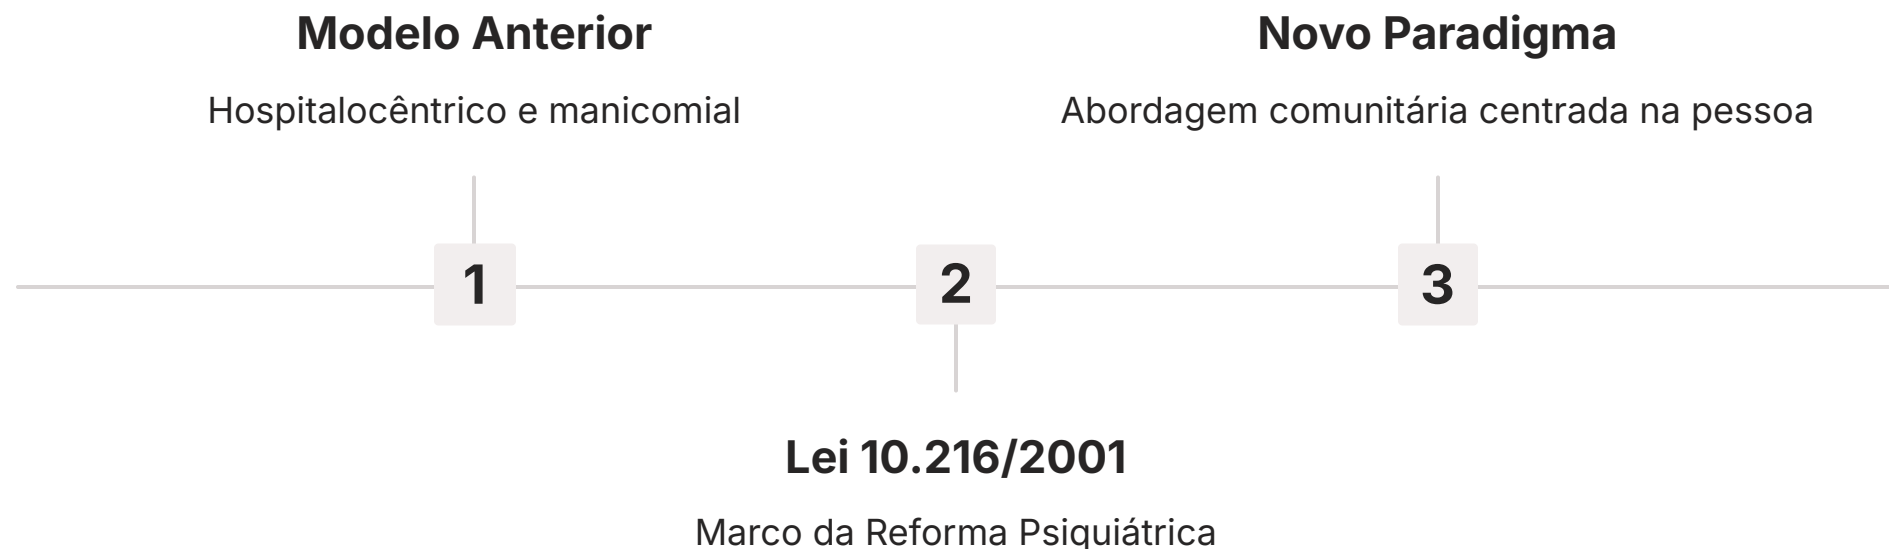 Modelo Anterior
Hospitalocêntrico e manicomial
Novo Paradigma
Abordagem comunitária centrada na pessoa
1
2
3
Lei 10.216/2001
Marco da Reforma Psiquiátrica